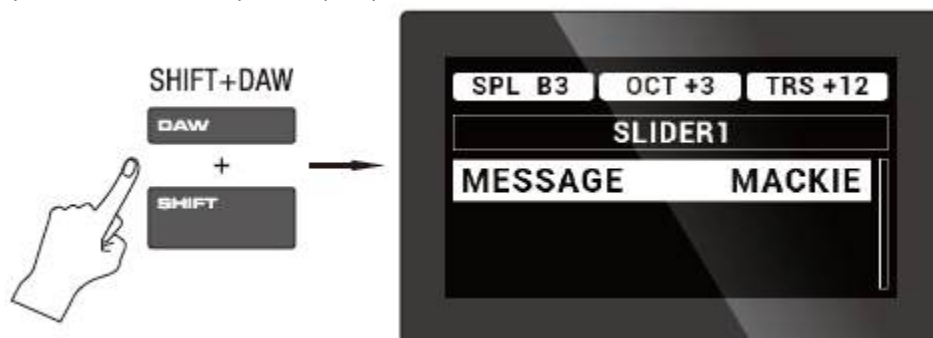 SHIFT+DAW
DAW
+
SHIFT
SPL B3 OCT +3 TRS +12
SLIDER1
MESSAGE MACKIE